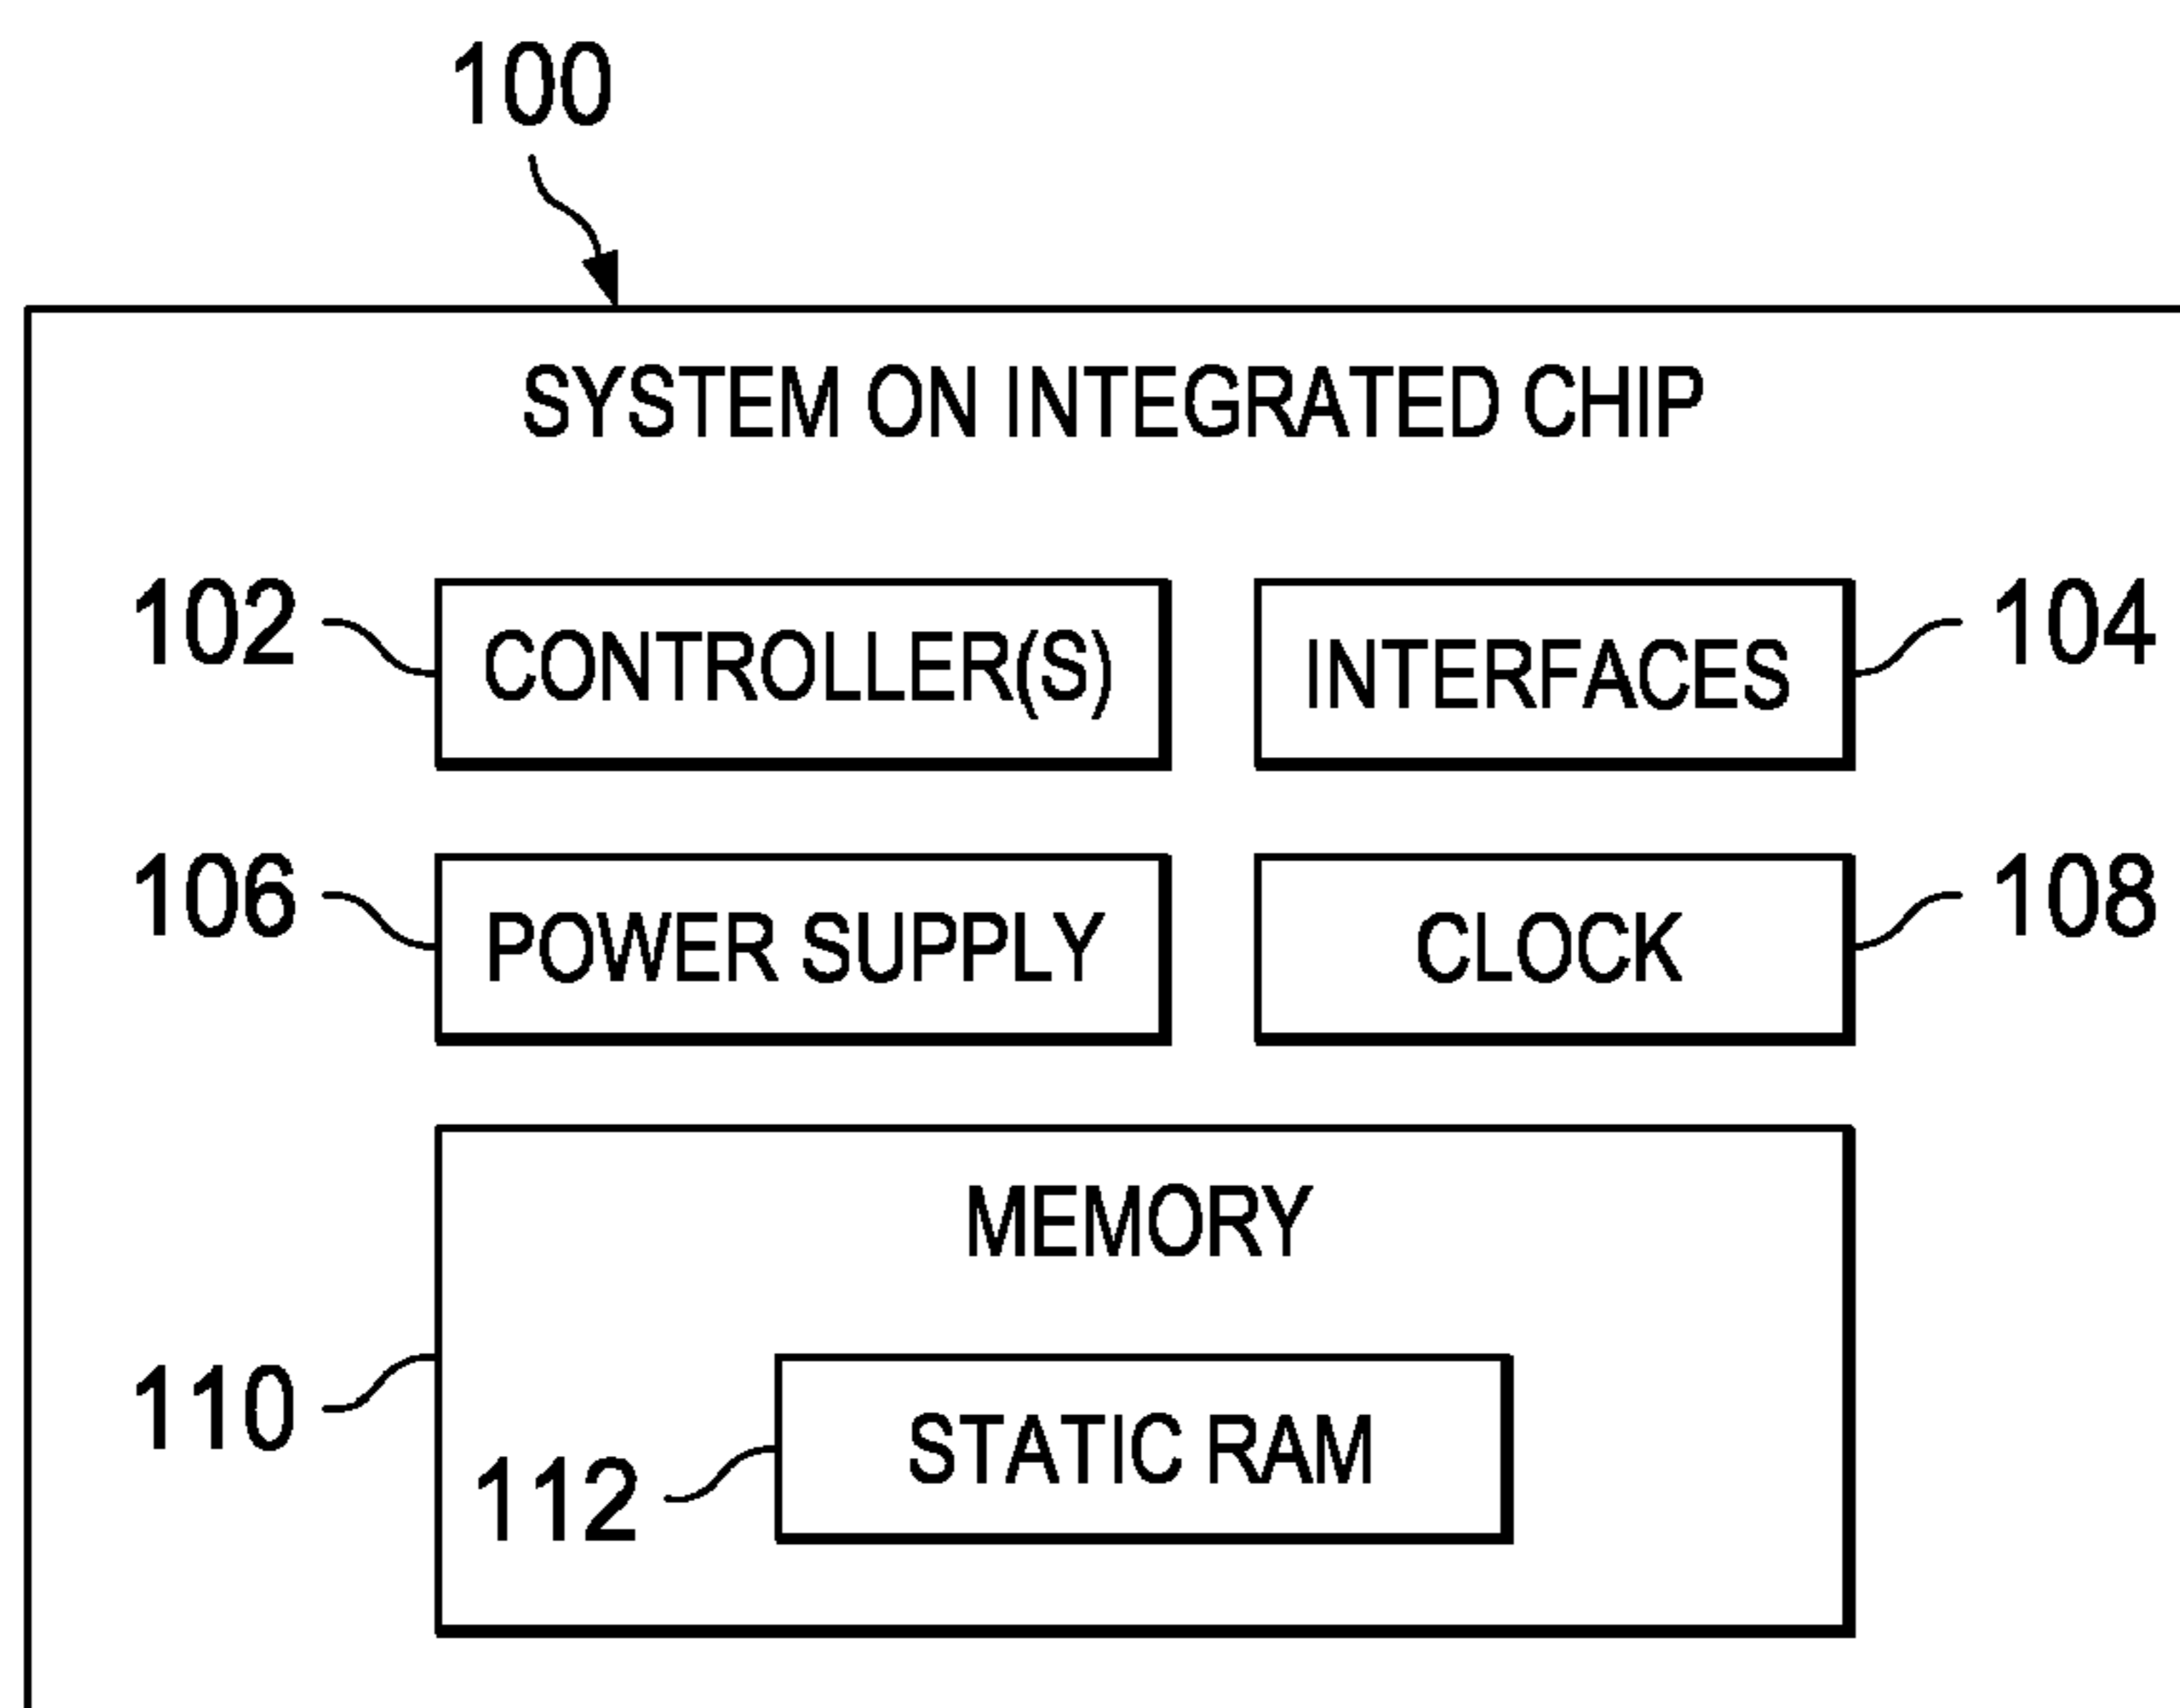 100
SYSTEM ON INTEGRATED CHIP
102 CONTROLLER(S) INTERFACES 104
106 POWER SUPPLY CLOCK 108
MEMORY
110
STATIC RAM
112